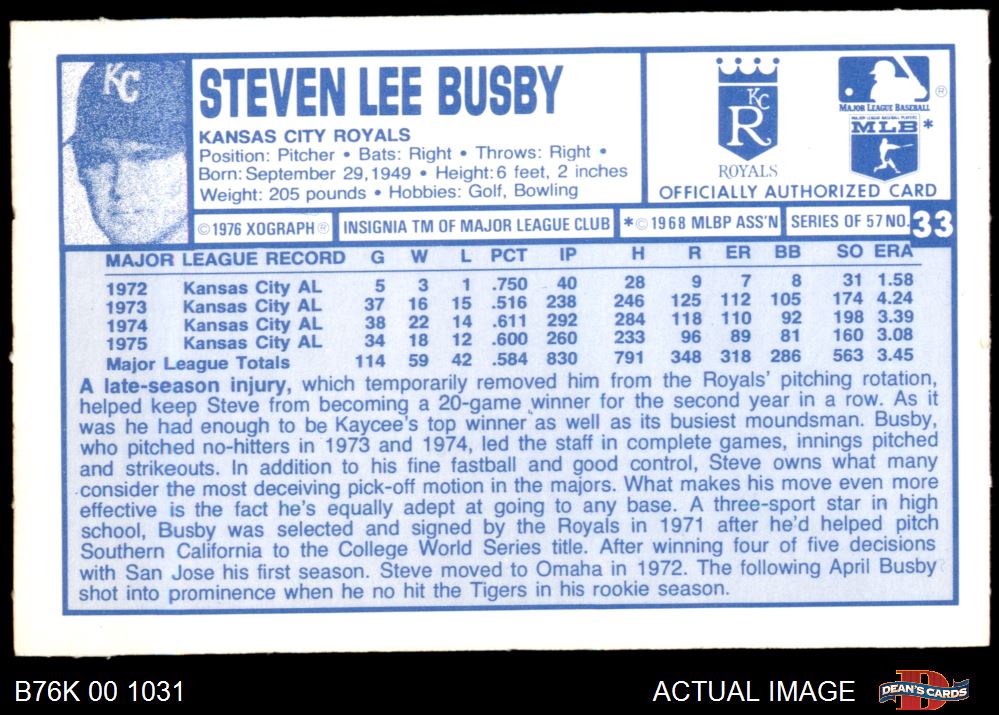 KC
STEVEN LEE BUSBY
KANSAS CITY ROYALS
Position: Pitcher • Bats: Right • Throws: Right •
Born: September 29, 1949 • Height: 6 feet, 2 inches
Weight: 205 pounds • Hobbies: Golf, Bowling
KC
R
ROYALS
® MAJOR LEAGUE BASEBALL
MAJOR LEAGUE BASEBALL PLAYERS
MLB *
OFFICIALLY AUTHORIZED CARD
© 1976 XOGRAPH ® INSIGNIA TM OF MAJOR LEAGUE CLUB *© 1968 MLBP ASS'N SERIES OF 57 NO. 33
MAJOR LEAGUE RECORD G W L PCT IP H R ER BB SO ERA
1972 Kansas City AL 5 3 1 .750 40 28 9 7 8 31 1.58
1973 Kansas City AL 37 16 15 .516 238 246 125 112 105 174 4.24
1974 Kansas City AL 38 22 14 .611 292 284 118 110 92 198 3.39
1975 Kansas City AL 34 18 12 .600 260 233 96 89 81 160 3.08
Major League Totals 114 59 42 .584 830 791 348 318 286 563 3.45
A late-season injury, which temporarily removed him from the Royals' pitching rotation,
helped keep Steve from becoming a 20-game winner for the second year in a row. As it
was he had enough to be Kaycee's top winner as well as its busiest moundsman. Busby,
who pitched no-hitters in 1973 and 1974, led the staff in complete games, innings pitched
and strikeouts. In addition to his fine fastball and good control, Steve owns what many
consider the most deceiving pick-off motion in the majors. What makes his move even more
effective is the fact he's equally adept at going to any base. A three-sport star in high
school, Busby was selected and signed by the Royals in 1971 after he'd helped pitch
Southern California to the College World Series title. After winning four of five decisions
with San Jose his first season. Steve moved to Omaha in 1972. The following April Busby
shot into prominence when he no hit the Tigers in his rookie season.
B76K 00 1031
ACTUAL IMAGE
D
DEAN'S CARDS